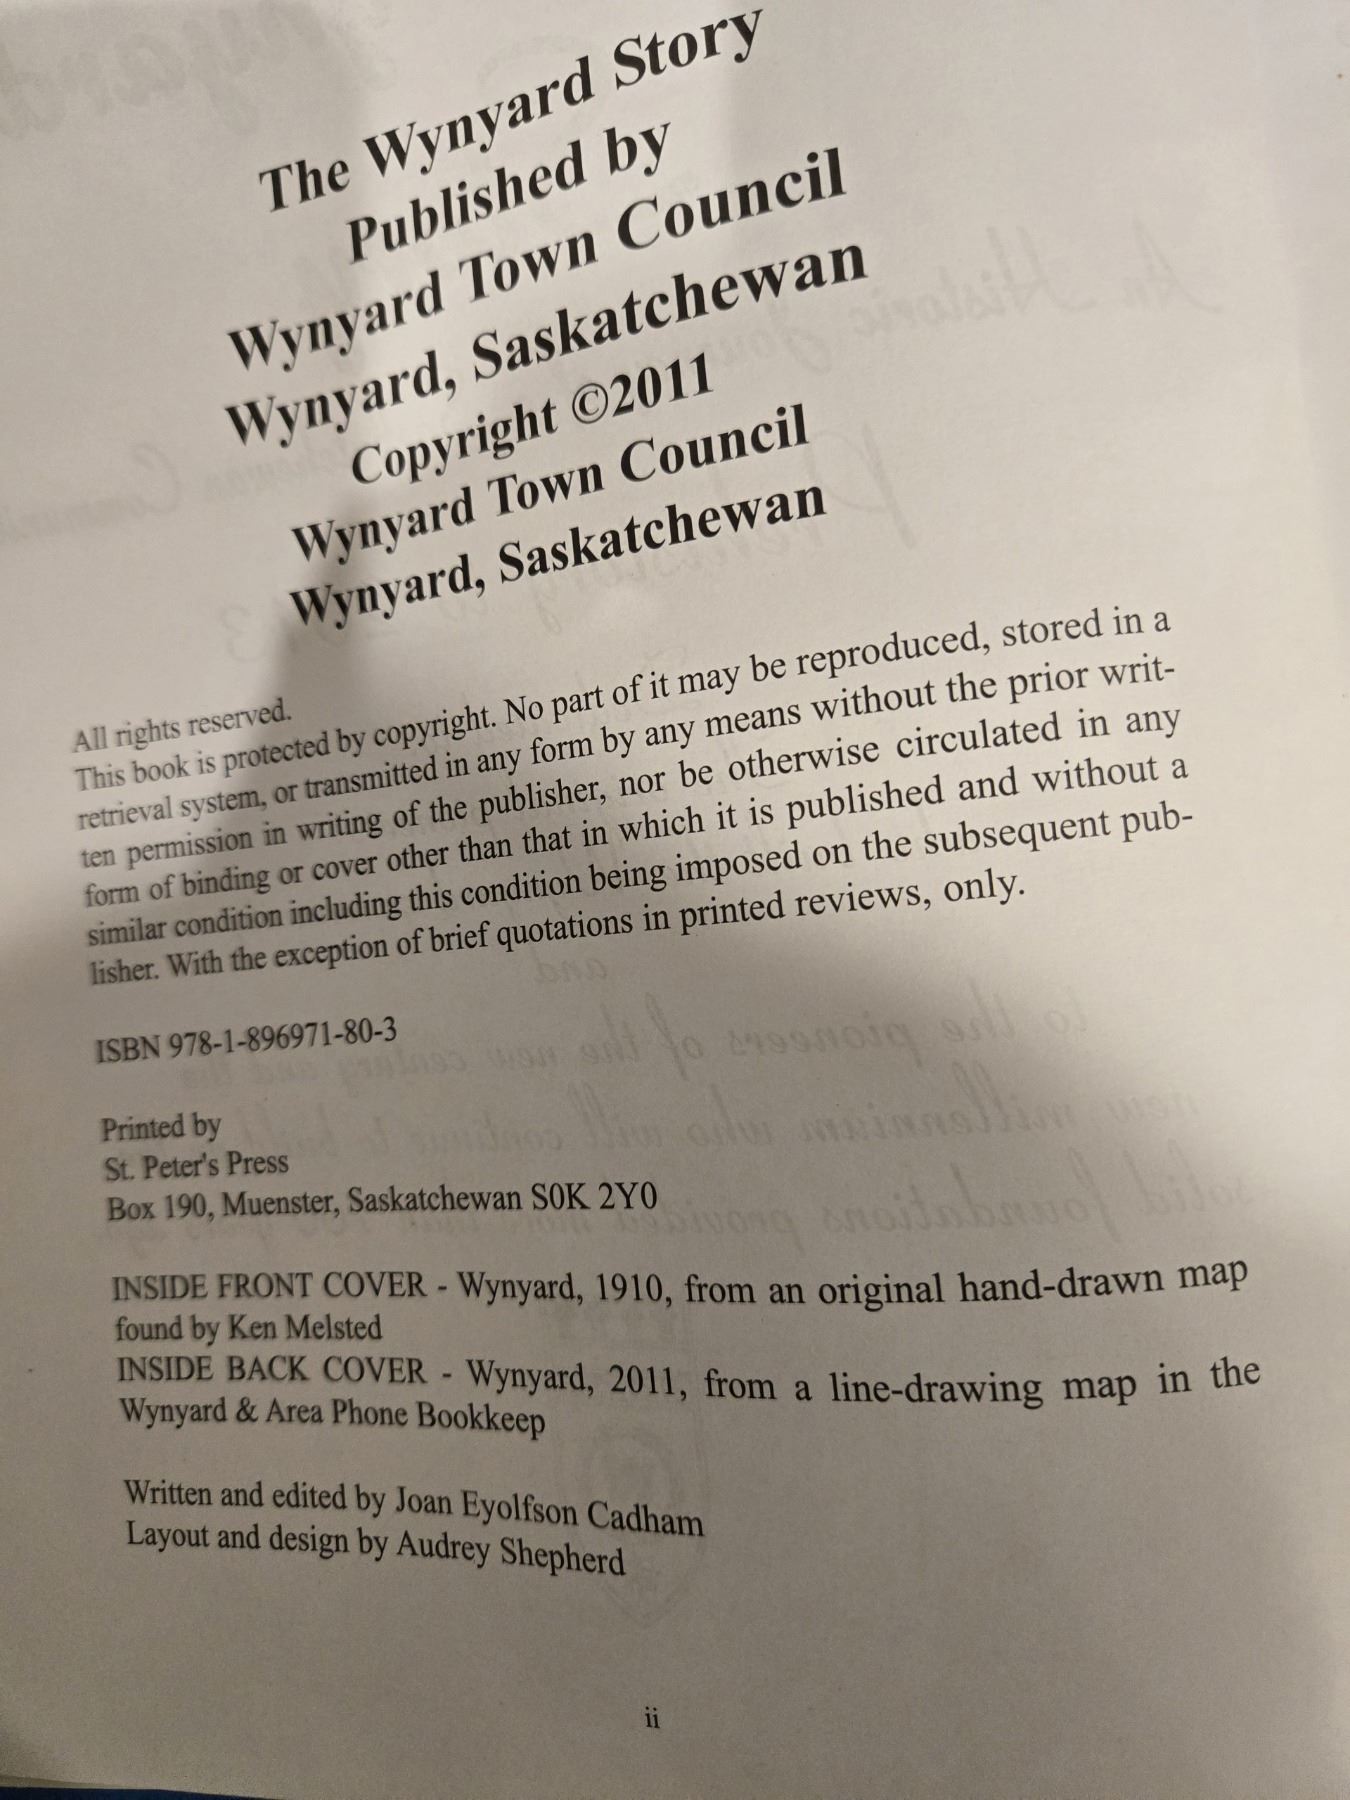 The Wynyard Story
Published by
Wynyard Town Council
Wynyard, Saskatchewan
Copyright ©2011
Wynyard Town Council
Wynyard, Saskatchewan
All rights reserved.
This book is protected by copyright. No part of it may be reproduced, stored in a
retrieval system, or transmitted in any form by any means without the prior writ-
ten permission in writing of the publisher, nor be otherwise circulated in any
form of binding or cover other than that in which it is published and without a
similar condition including this condition being imposed on the subsequent pub-
lisher. With the exception of brief quotations in printed reviews, only.
ISBN 978-1-896971-80-3
Printed by
St. Peter's Press
Box 190, Muenster, Saskatchewan S0K 2Y0
INSIDE FRONT COVER - Wynyard, 1910, from an original hand-drawn map
found by Ken Melsted
INSIDE BACK COVER - Wynyard, 2011, from a line-drawing map in the
Wynyard & Area Phone Bookkeep
Written and edited by Joan Eyolfson Cadham
Layout and design by Audrey Shepherd
ii